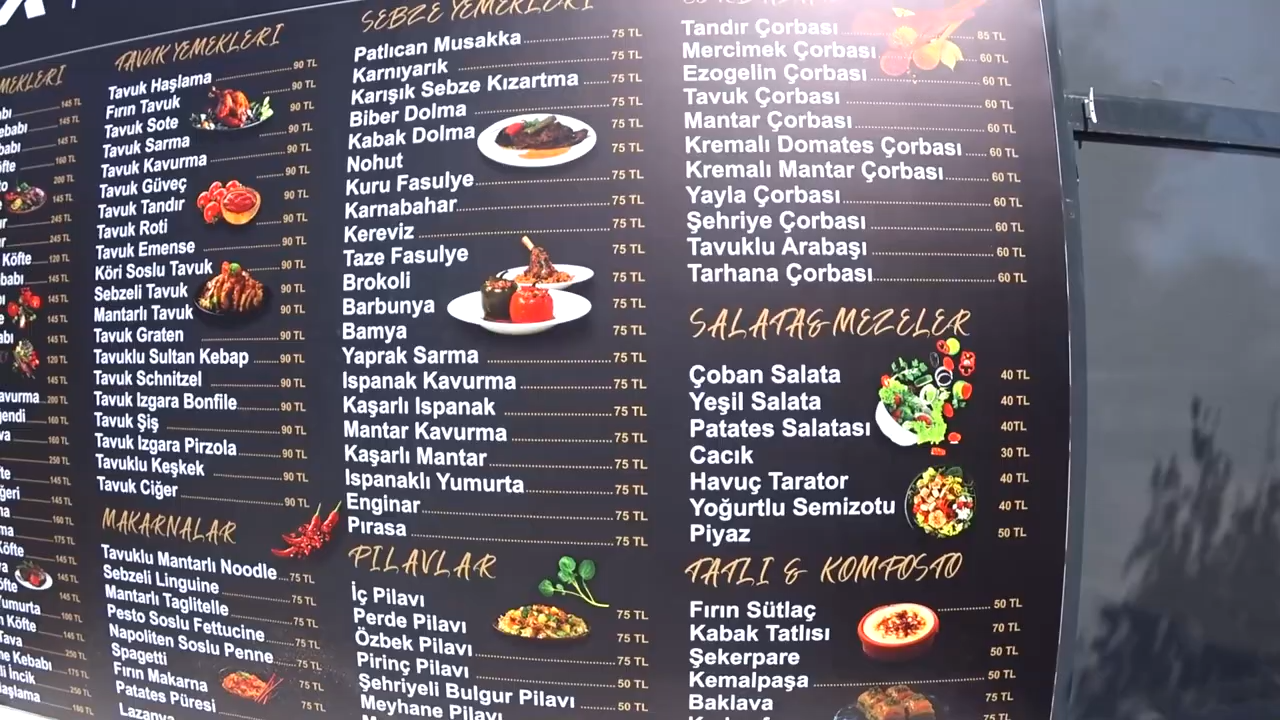 TAVUK YEMEKLERİ
Tavuk Haşlama 90 TL
Fırın Tavuk 90 TL
Tavuk Sote 90 TL
Tavuk Sarma 90 TL
Tavuk Kavurma 90 TL
Tavuk Güveç 90 TL
Tavuk Tandır 90 TL
Tavuk Roti 90 TL
Tavuk Emense 90 TL
Köri Soslu Tavuk 90 TL
Sebzeli Tavuk 90 TL
Mantarlı Tavuk 90 TL
Tavuk Graten 90 TL
Tavuklu Sultan Kebap 90 TL
Tavuk Schnitzel 90 TL
Tavuk Izgara Bonfile 90 TL
Tavuk Şiş 90 TL
Tavuk Izgara Pirzola 90 TL
Tavuklu Keşkek 90 TL
Tavuk Ciğer 90 TL
MAKARNALAR
Tavuklu Mantarlı Noodle 75 TL
Sebzeli Linguine 75 TL
Mantarlı Taglitelle 75 TL
Pesto Soslu Fettucine 75 TL
Napoliten Soslu Penne 75 TL
Spagetti
Fırın Makarna 75 TL
Patates Püresi 75 TL
Lazanya
SEBZE YEMEKLERİ
Patlıcan Musakka 75 TL
Karnıyarık 75 TL
Karışık Sebze Kızartma 75 TL
Biber Dolma 75 TL
Kabak Dolma 75 TL
Nohut 75 TL
Kuru Fasulye 75 TL
Karnabahar 75 TL
Kereviz 75 TL
Taze Fasulye 75 TL
Brokoli 75 TL
Barbunya 75 TL
Bamya 75 TL
Yaprak Sarma 75 TL
Ispanak Kavurma 75 TL
Kaşarlı Ispanak 75 TL
Mantar Kavurma 75 TL
Kaşarlı Mantar 75 TL
Ispanaklı Yumurta 75 TL
Enginar 75 TL
Pırasa 75 TL
PİLAVLAR
İç Pilavı 75 TL
Perde Pilavı 75 TL
Özbek Pilavı 75 TL
Pirinç Pilavı 50 TL
Şehriyeli Bulgur Pilavı 50 TL
Meyhane Pilavı
Tandır Çorbası 85 TL
Mercimek Çorbası 60 TL
Ezogelin Çorbası 60 TL
Tavuk Çorbası 60 TL
Mantar Çorbası 60 TL
Kremalı Domates Çorbası 60 TL
Kremalı Mantar Çorbası 60 TL
Yayla Çorbası 60 TL
Şehriye Çorbası 60 TL
Tavuklu Arabaşı 60 TL
Tarhana Çorbası 60 TL
SALATA & MEZELER
Çoban Salata 40 TL
Yeşil Salata 40 TL
Patates Salatası 40TL
Cacık 30 TL
Havuç Tarator 40 TL
Yoğurtlu Semizotu 40 TL
Piyaz 50 TL
TATLI & KOMPOSTO
Fırın Sütlaç 50 TL
Kabak Tatlısı 70 TL
Şekerpare 50 TL
Kemalpaşa 50 TL
Baklava 75 TL